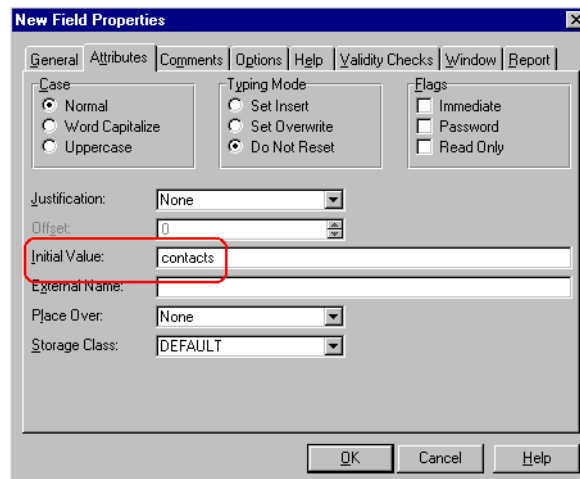 New Field Properties
General Attributes Comments Options Help Validity Checks Window Report
Case Typing Mode Flags
Normal Set Insert Immediate
Word Capitalize Set Overwrite Password
Uppercase Do Not Reset Read Only
Justification: None
Offset: 0
Initial Value: contacts
External Name:
Place Over: None
Storage Class: DEFAULT
OK Cancel Help